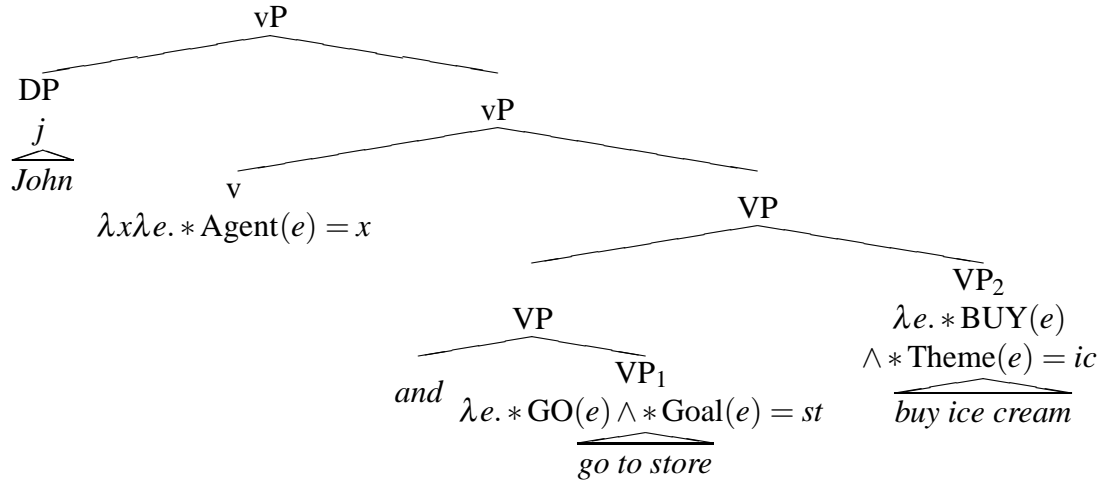 vP
DP
j
John
vP
v
λxλe. ∗ Agent(e) = x
VP
VP
and
VP₁
λe. ∗ GO(e) ∧ ∗ Goal(e) = st
go to store
VP₂
λe. ∗ BUY(e)
∧ ∗ Theme(e) = ic
buy ice cream